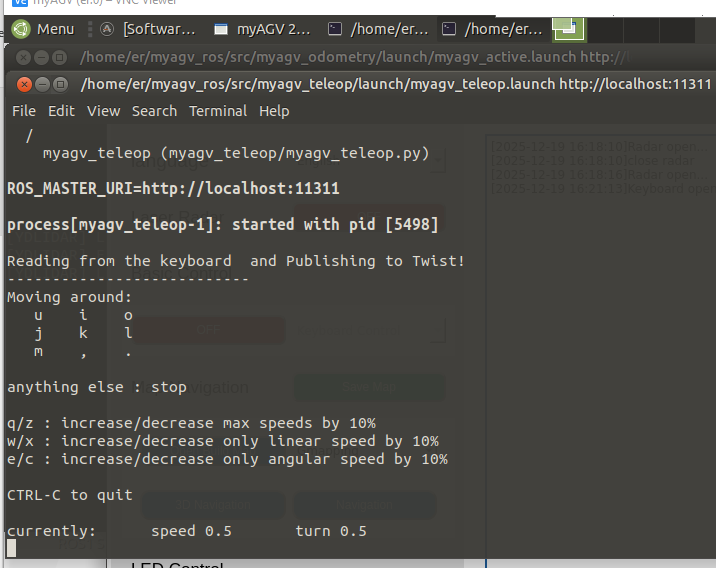 myAGV (er.0) – VNC Viewer
Menu [Softwar... myAGV 2... /home/er... /home/er...
/home/er/myagv_ros/src/myagv_odometry/launch/myagv_active.launch http://l
/home/er/myagv_ros/src/myagv_teleop/launch/myagv_teleop.launch http://localhost:11311
File Edit View Search Terminal Help
/
myagv_teleop (myagv_teleop/myagv_teleop.py)
[2025-12-19 16:16:10]Radar open..
[2025-12-19 16:18:10]close radar
[2025-12-19 16:18:16]Radar open..
[2025-12-19 16:21:13]Keyboard open
ROS_MASTER_URI=http://localhost:11311
process[myagv_teleop-1]: started with pid [5498]
Reading from the keyboard  and Publishing to Twist!
---------------------------
Moving around:
u    i    o
j    k    l
m    ,    .
OFF
anything else : stop
q/z : increase/decrease max speeds by 10%
w/x : increase/decrease only linear speed by 10%
e/c : increase/decrease only angular speed by 10%
CTRL-C to quit
currently:      speed 0.5       turn 0.5
LED Control